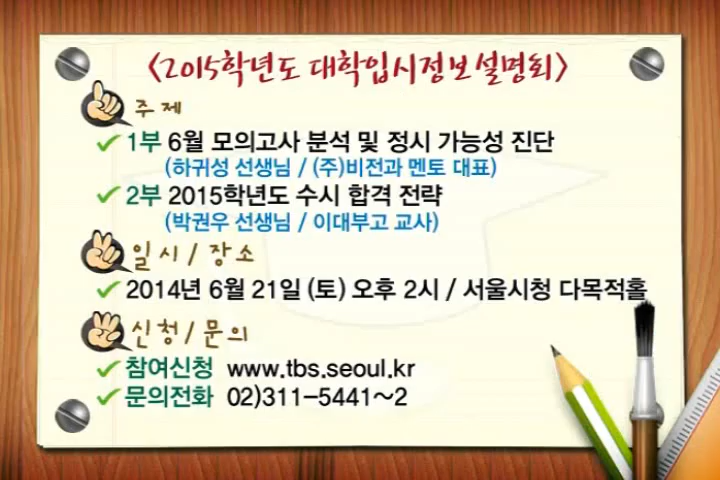 <2015학년도 대학입시정보설명회>
주제
1부 6월 모의고사 분석 및 정시 가능성 진단
(하귀성 선생님 / (주)비전과 멘토 대표)
2부 2015학년도 수시 합격 전략
(박권우 선생님 / 이대부고 교사)
일시 / 장소
2014년 6월 21일 (토) 오후 2시 / 서울시청 다목적홀
신청 / 문의
참여신청 www.tbs.seoul.kr
문의전화 02)311-5441~2